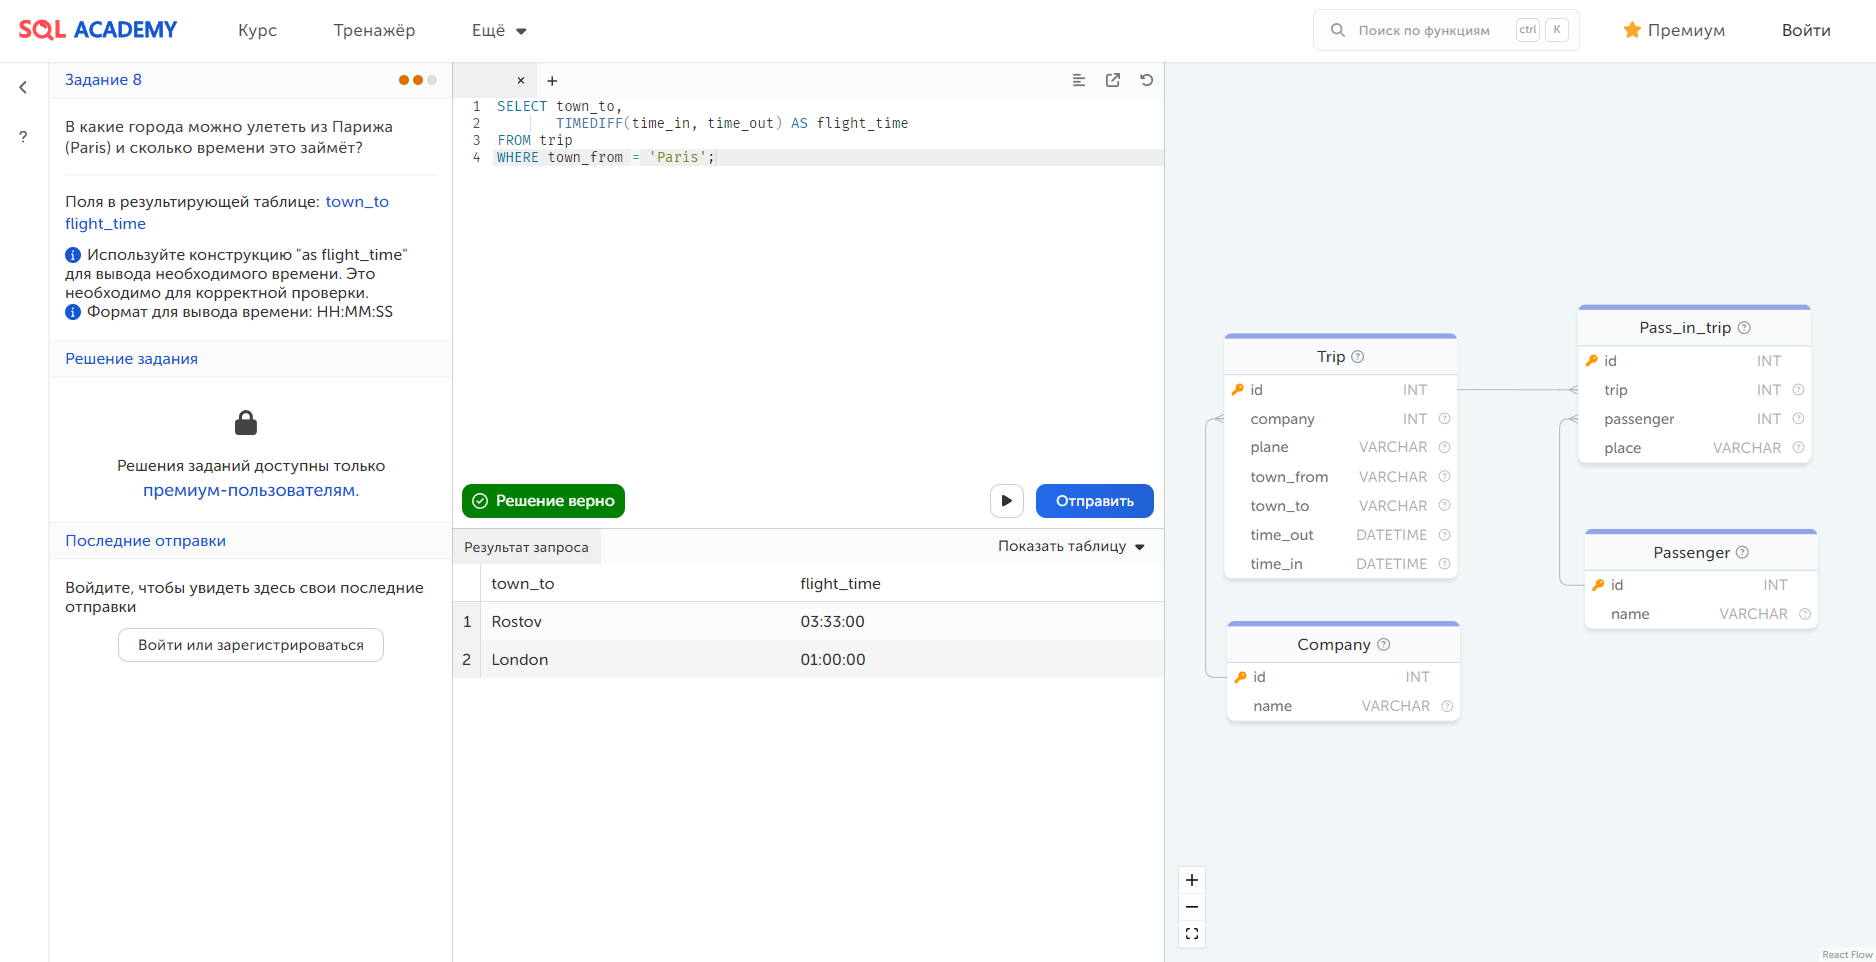 SQL ACADEMY
Курс
Тренажёр
Ещё
Поиск по функциям
ctrl
K
Премиум
Войти
?
Задание 8
В какие города можно улететь из Парижа
(Paris) и сколько времени это займёт?
Поля в результирующей таблице: town_to
flight_time
Используйте конструкцию "as flight_time"
для вывода необходимого времени. Это
необходимо для корректной проверки.
Формат для вывода времени: HH:MM:SS
Решение задания
Решения заданий доступны только
премиум-пользователям.
Последние отправки
Войдите, чтобы увидеть здесь свои последние
отправки
Войти или зарегистрироваться
1 SELECT town_to,
2 TIMEDIFF(time_in, time_out) AS flight_time
3 FROM trip
4 WHERE town_from = 'Paris';
Решение верно
Отправить
Результат запроса
Показать таблицу
town_to flight_time
1 Rostov 03:33:00
2 London 01:00:00
Trip
id INT
company INT
plane VARCHAR
town_from VARCHAR
town_to VARCHAR
time_out DATETIME
time_in DATETIME
Pass_in_trip
id INT
trip INT
passenger INT
place VARCHAR
Passenger
id INT
name VARCHAR
Company
id INT
name VARCHAR
React Flow